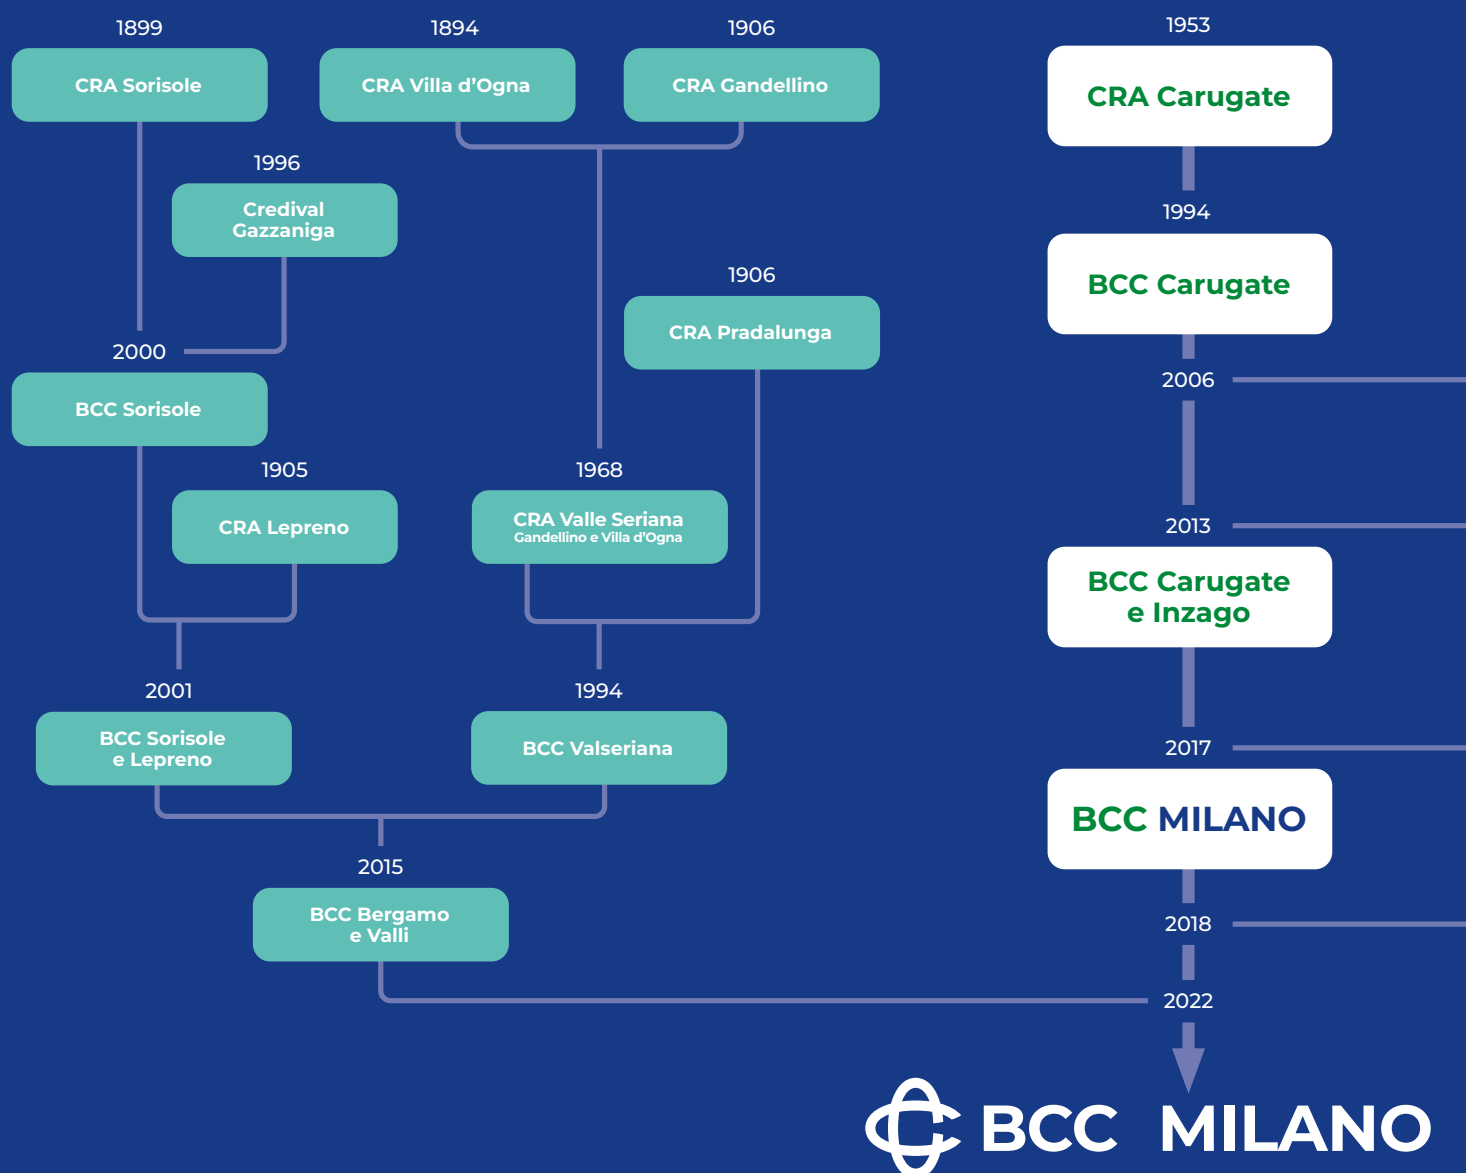 1899
CRA Sorisole
1894
CRA Villa d’Ogna
1906
CRA Gandellino
1953
CRA Carugate
1996
Credival
Gazzaniga
1994
BCC Carugate
1906
CRA Pradalunga
2000
BCC Sorisole
2006
1905
CRA Lepreno
1968
CRA Valle Seriana
Gandellino e Villa d’Ogna
2013
BCC Carugate
e Inzago
2001
BCC Sorisole
e Lepreno
1994
BCC Valseriana
2017
BCC MILANO
2015
BCC Bergamo
e Valli
2018
2022
BCC MILANO